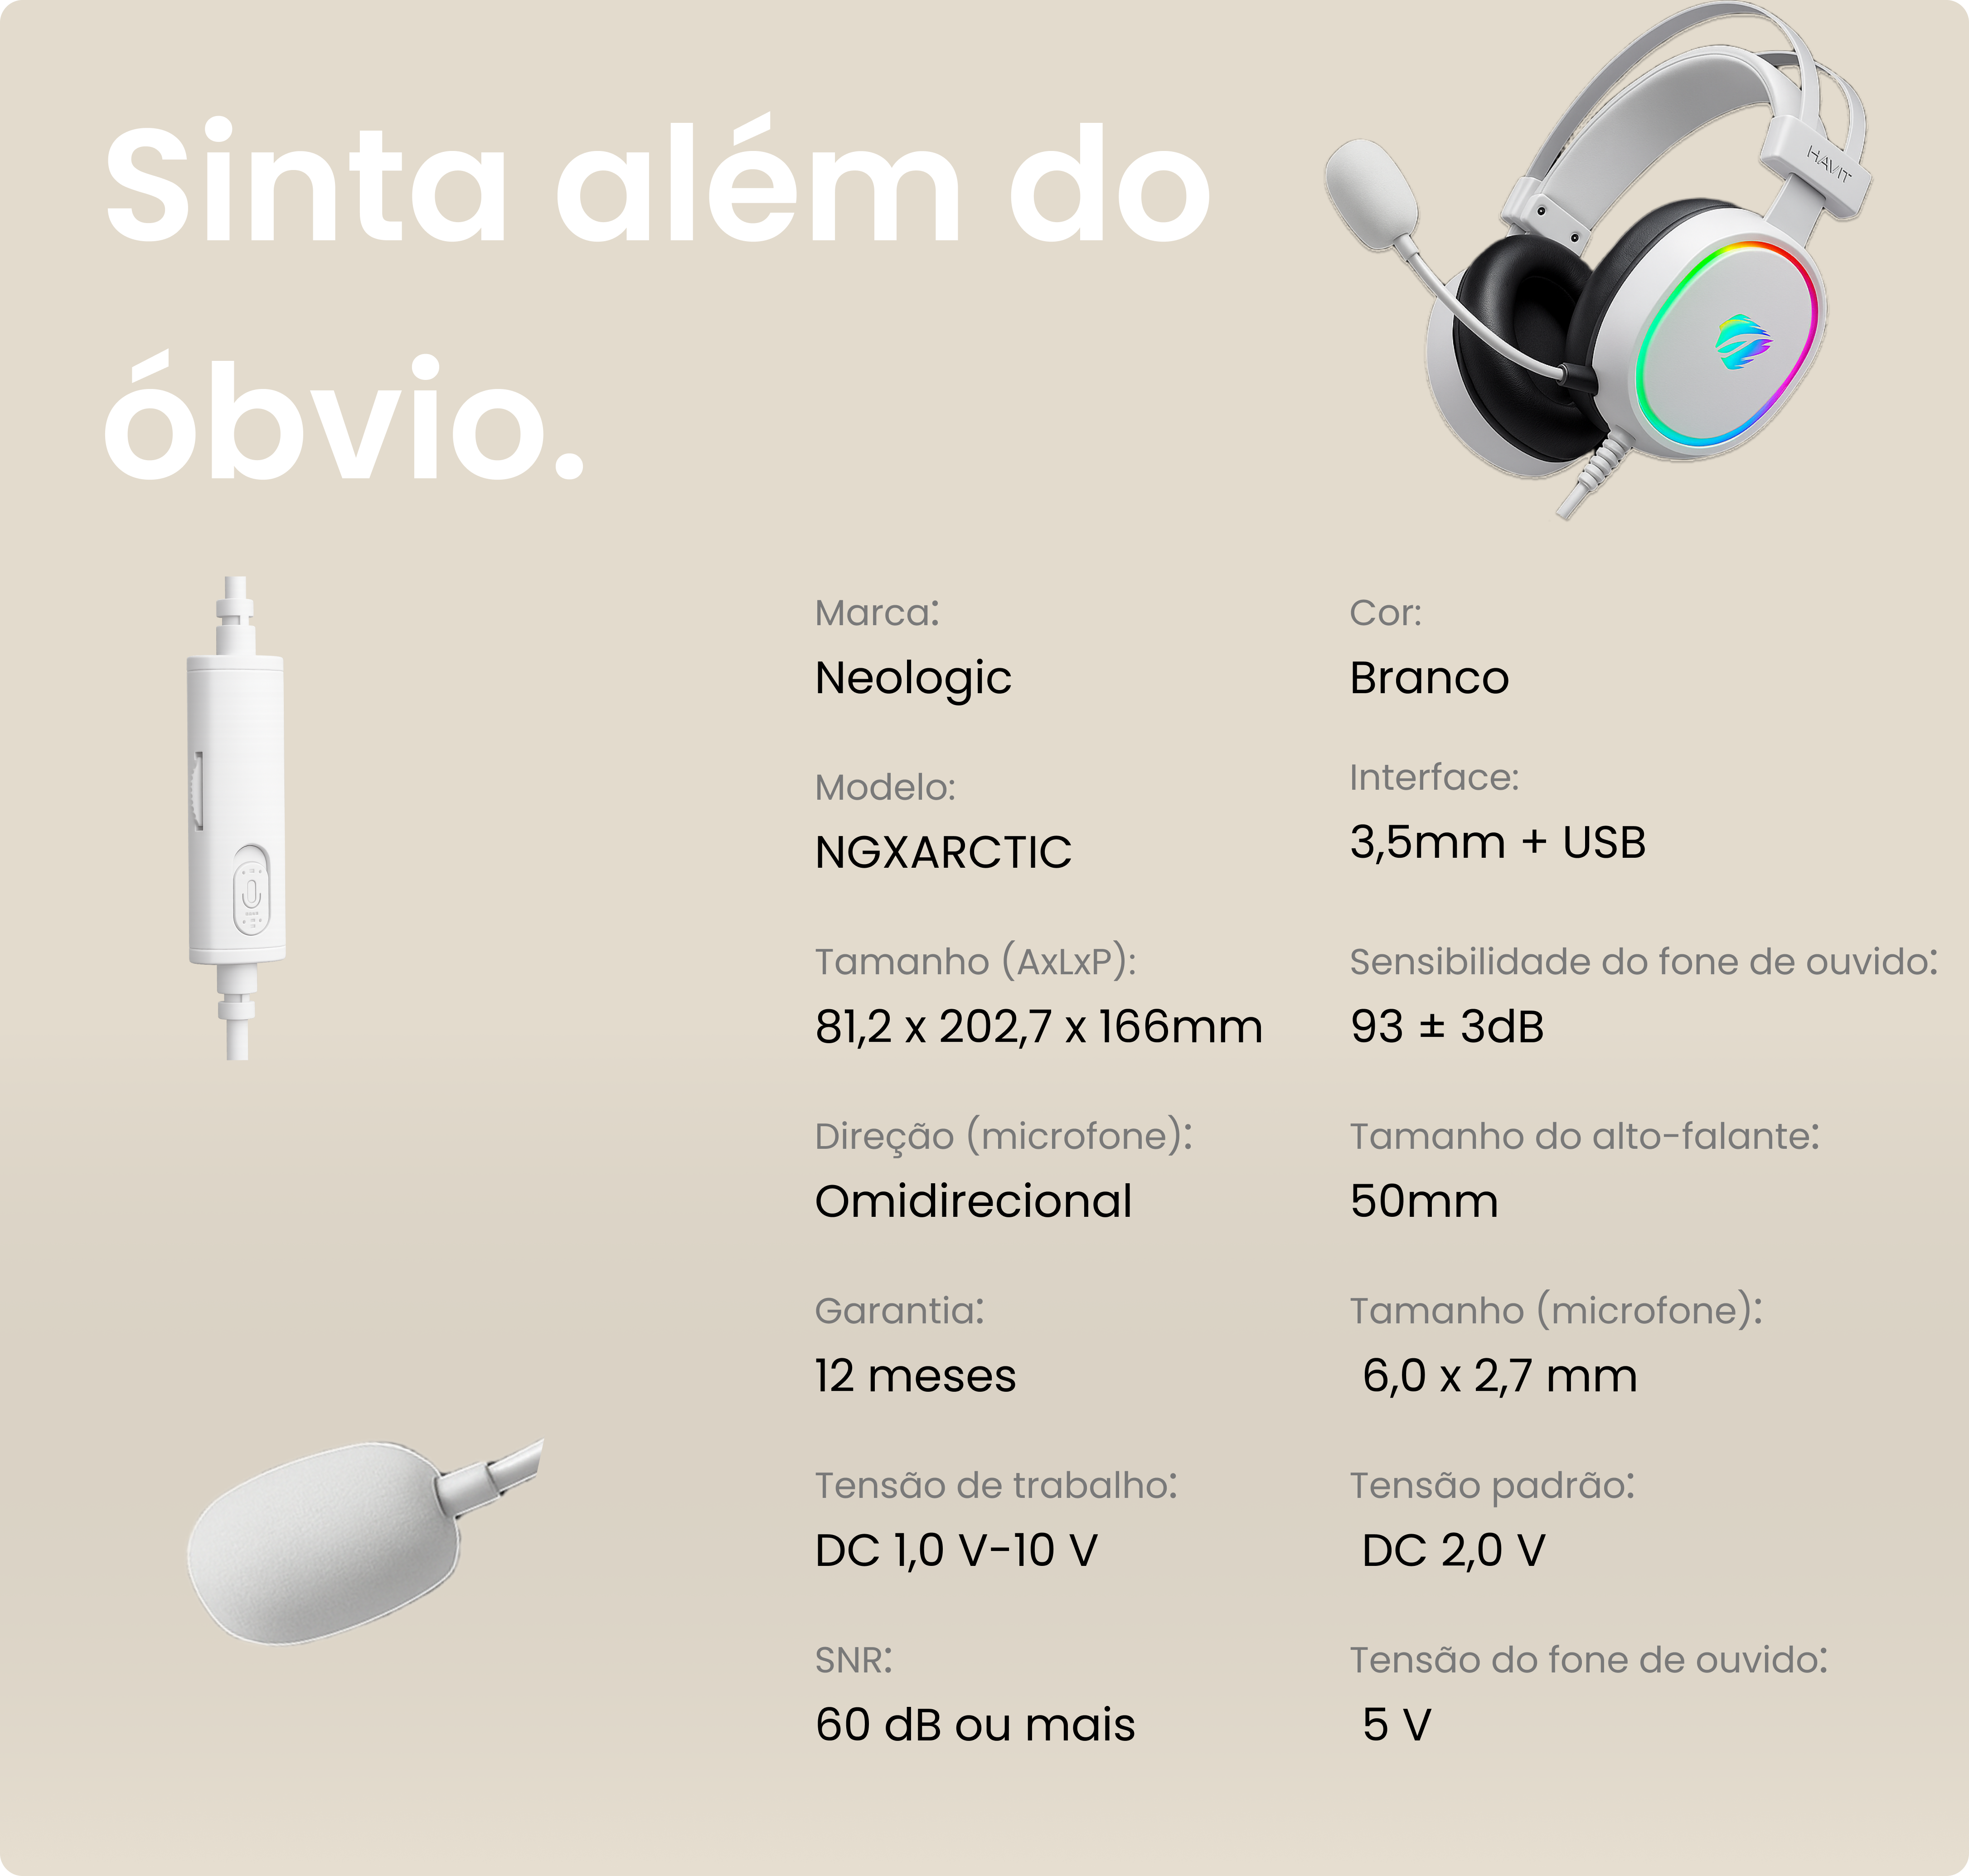 Sinta além do
óbvio.
HAVIT
Marca:
Neologic
Cor:
Branco
Modelo:
NGXARCTIC
Interface:
3,5mm + USB
Tamanho (AxLxP):
81,2 x 202,7 x 166mm
Sensibilidade do fone de ouvido:
93 ± 3dB
Direção (microfone):
Omidirecional
Tamanho do alto-falante:
50mm
Garantia:
12 meses
Tamanho (microfone):
6,0 x 2,7 mm
Tensão de trabalho:
DC 1,0 V-10 V
Tensão padrão:
DC 2,0 V
SNR:
60 dB ou mais
Tensão do fone de ouvido:
5 V